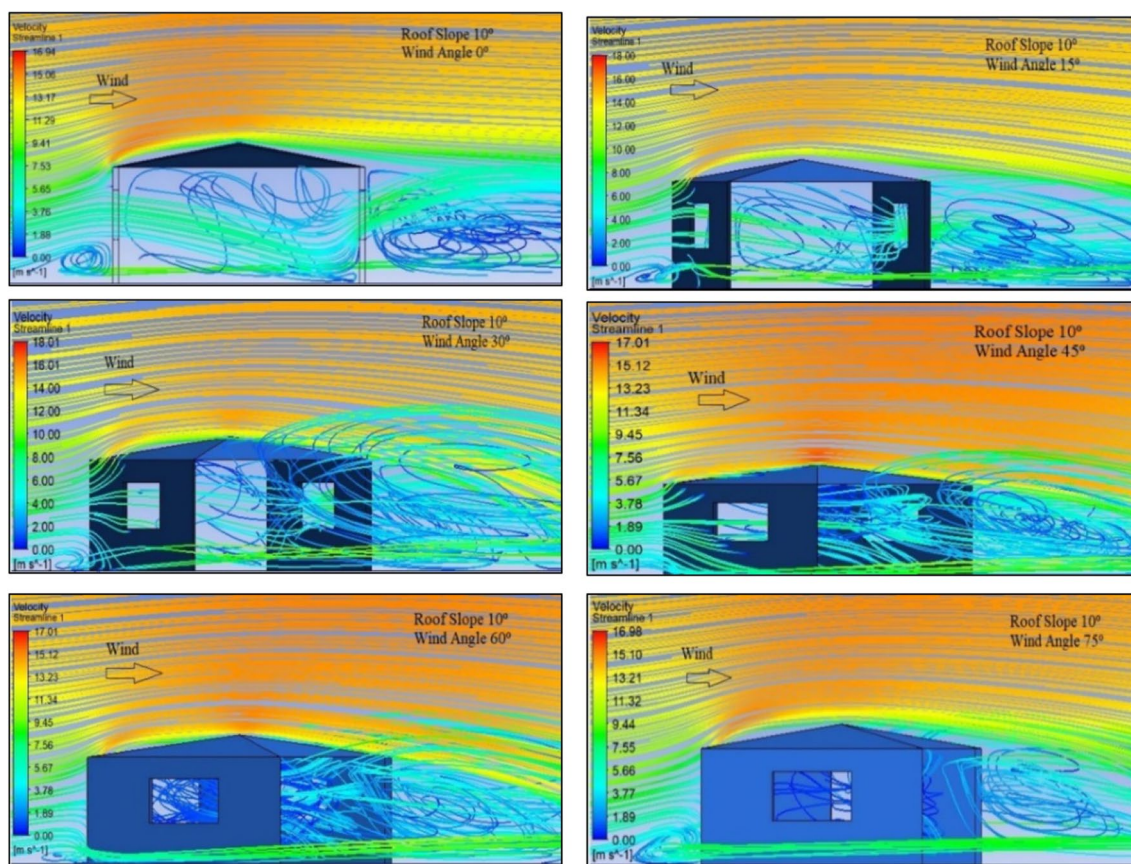 Velocity
Streamline 1
16.94
15.06
13.17
11.29
9.41
7.53
5.65
3.76
1.88
0.00
[m s^-1]
Wind
Roof Slope 10º
Wind Angle 0º
Velocity
Streamline 1
18.00
16.00
14.00
12.00
10.00
8.00
6.00
4.00
2.00
0.00
[m s^-1]
Wind
Roof Slope 10º
Wind Angle 15º
Velocity
Streamline 1
18.01
16.01
14.00
12.00
10.00
8.00
6.00
4.00
2.00
0.00
[m s^-1]
Wind
Roof Slope 10º
Wind Angle 30º
Velocity
Streamline 1
17.01
15.12
13.23
11.34
9.45
7.56
5.67
3.78
1.89
0.00
[m s^-1]
Wind
Roof Slope 10º
Wind Angle 45º
Velocity
Streamline 1
17.01
15.12
13.23
11.34
9.45
7.56
5.67
3.78
1.89
0.00
[m s^-1]
Wind
Roof Slope 10º
Wind Angle 60º
Velocity
Streamline 1
16.98
15.10
13.21
11.32
9.44
7.55
5.66
3.77
1.89
0.00
[m s^-1]
Wind
Roof Slope 10º
Wind Angle 75º